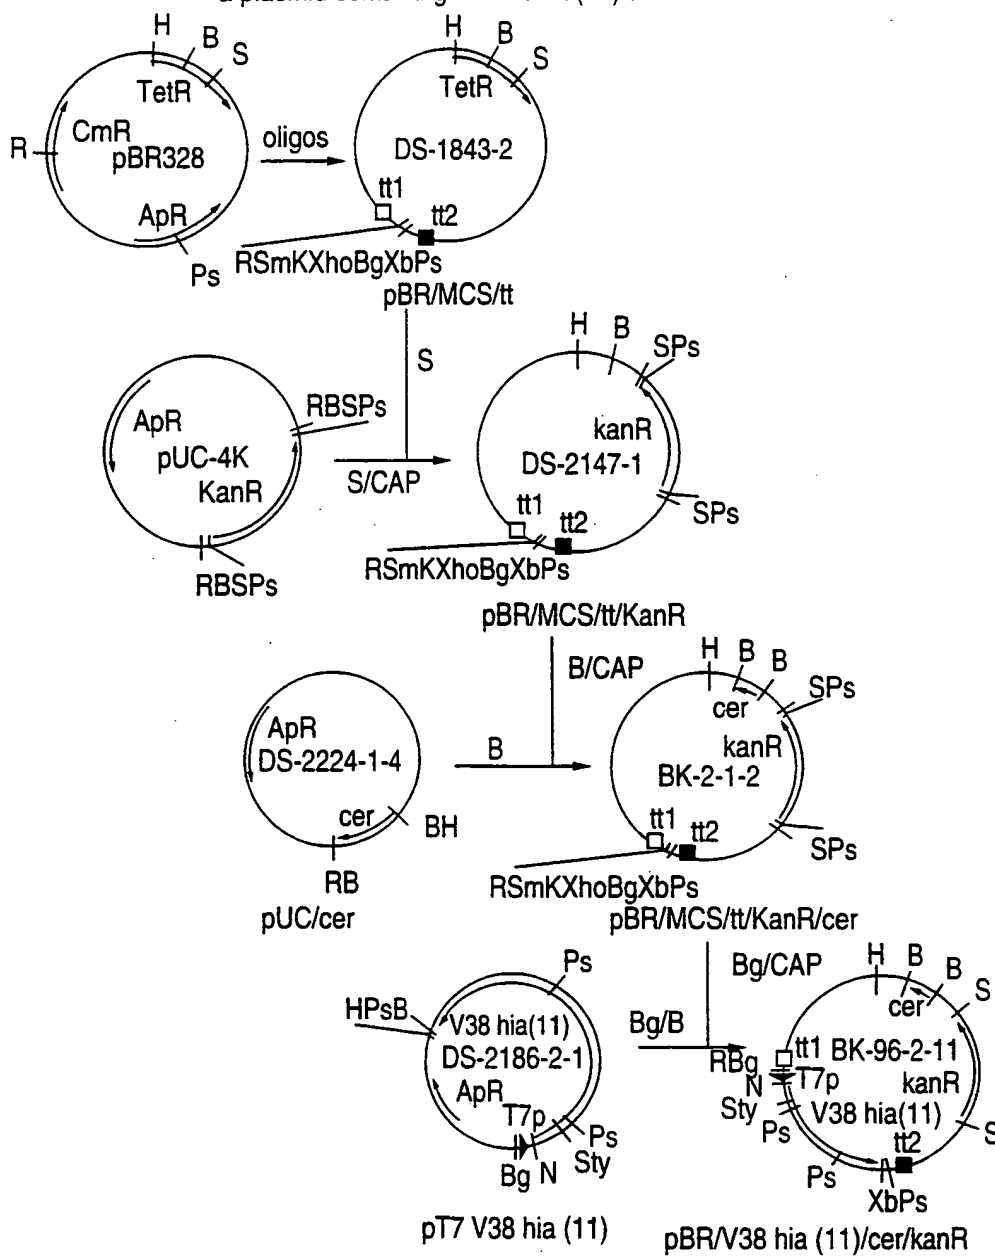 H B S H B S
TetR TetR
R CmR pBR328 oligos DS-1843-2
ApR tt1 tt2
Ps RSmKXhoBgXbPs
pBR/MCS/tt
S H B SPs
ApR RBSPs
pUC-4K kanR
KanR S/CAP DS-2147-1
tt1 tt2 SPs
RBSPs RSmKXhoBgXbPs
pBR/MCS/tt/KanR
B/CAP H B B SPs
cer
ApR kanR
DS-2224-1-4 B BK-2-1-2
cer BH tt1 tt2 SPs
RB RSmKXhoBgXbPs
pUC/cer pBR/MCS/tt/KanR/cer
Ps Bg/CAP H B B S
HPsB cer
V38 hia(11) Bg/B
DS-2186-2-1 RBg tt1 BK-96-2-11
ApR N T7p kanR
T7p Sty V38 hia(11)
Ps Ps tt2 S
Bg N Sty Ps XbPs
pT7 V38 hia (11) pBR/V38 hia (11)/cer/kanR